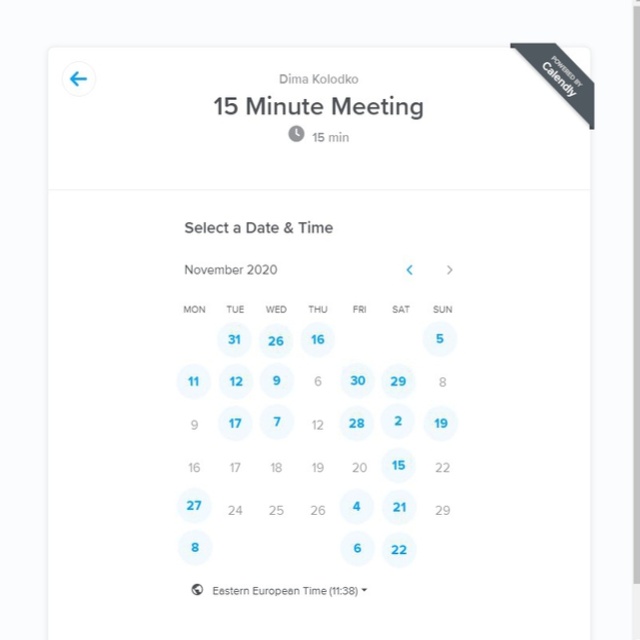 POWERED BY
Calendly
Dima Kolodko
15 Minute Meeting
15 min
Select a Date & Time
November 2020
MON TUE WED THU FRI SAT SUN
31 26 16 5
11 12 9 6 30 29 8
9 17 7 12 28 2 19
16 17 18 19 20 15 22
27 24 25 26 4 21 29
8 6 22
Eastern European Time (11:38)